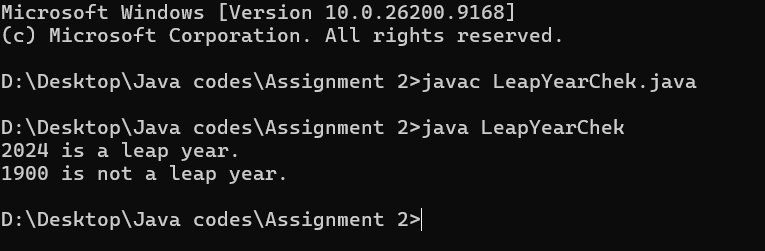 Microsoft Windows [Version 10.0.26200.9168]
(c) Microsoft Corporation. All rights reserved.
D:\Desktop\Java codes\Assignment 2>javac LeapYearChek.java
D:\Desktop\Java codes\Assignment 2>java LeapYearChek
2024 is a leap year.
1900 is not a leap year.
D:\Desktop\Java codes\Assignment 2>